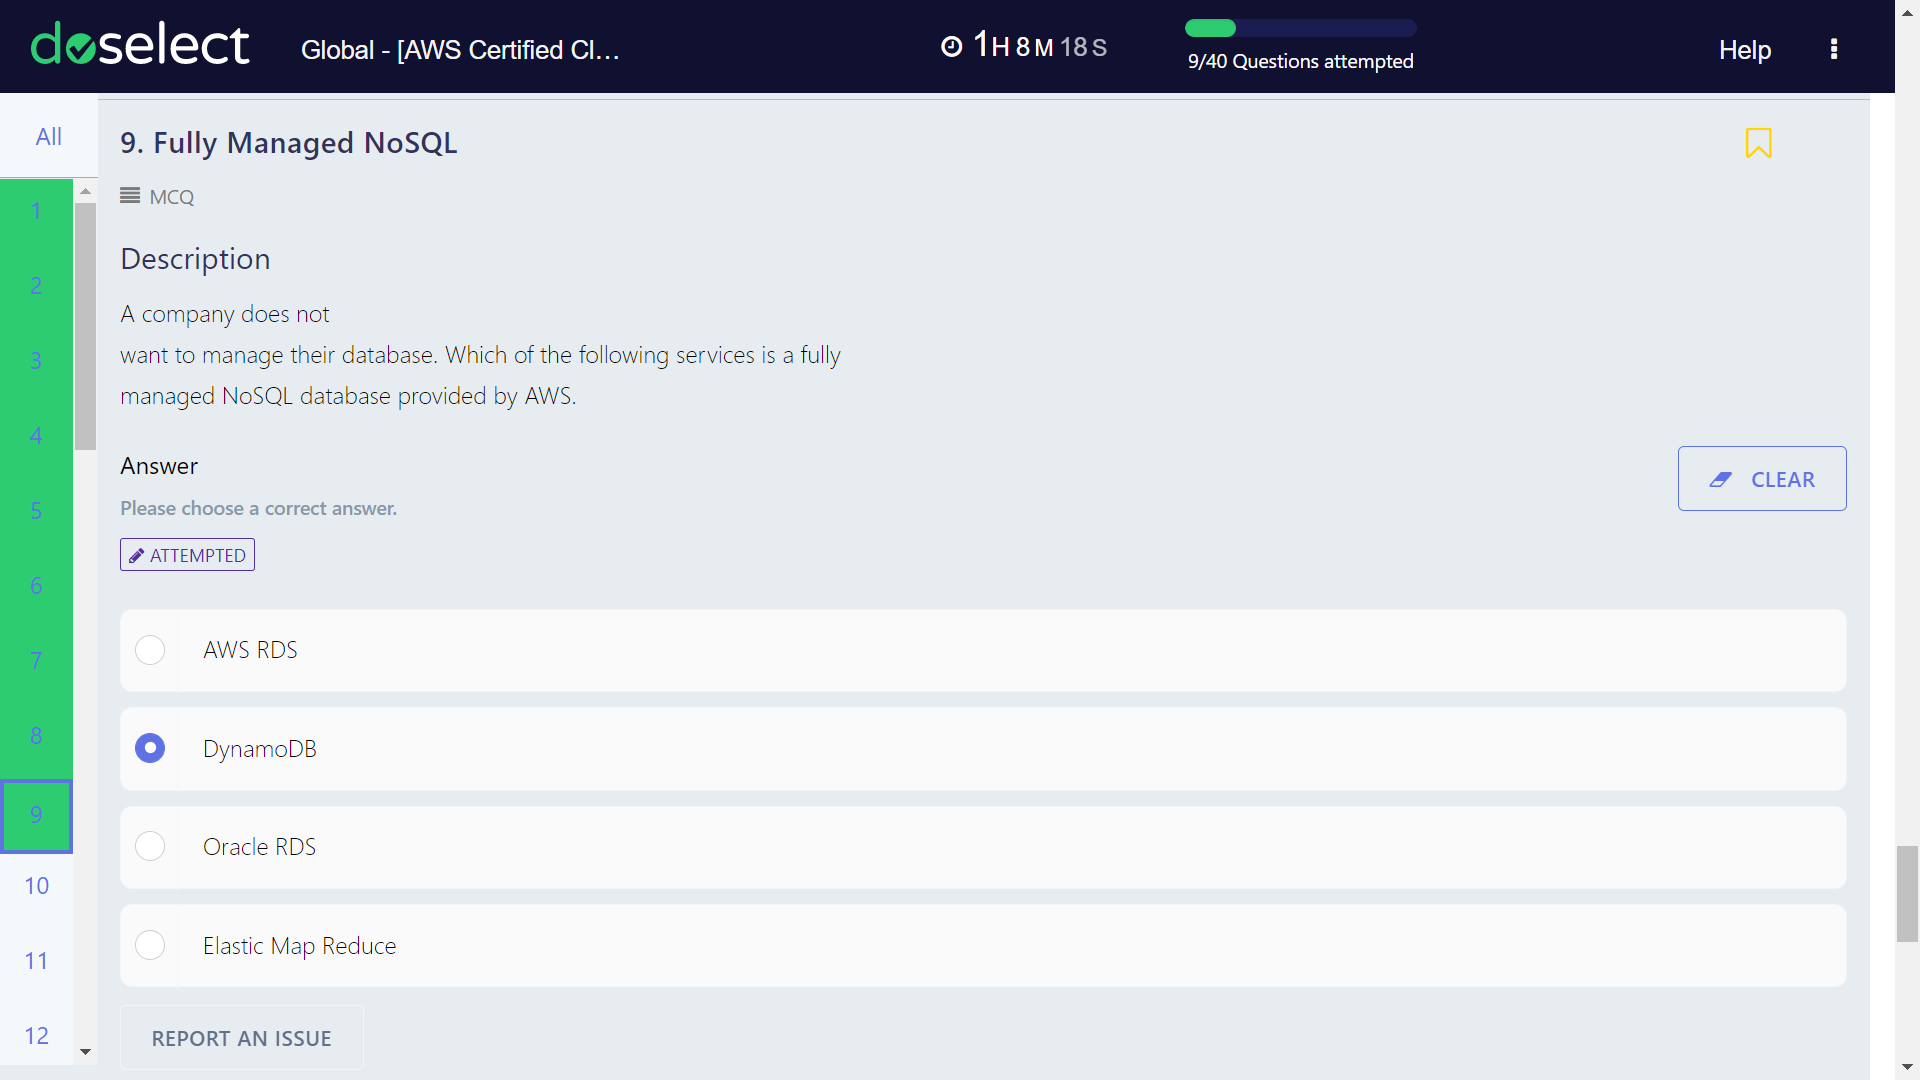 doselect
Global - [AWS Certified Cl...
1H 8M 18S
9/40 Questions attempted
Help
All
1
2
3
4
5
6
7
8
9
10
11
12
9. Fully Managed NoSQL
MCQ
Description
A company does not
want to manage their database. Which of the following services is a fully
managed NoSQL database provided by AWS.
Answer
Please choose a correct answer.
CLEAR
ATTEMPTED
AWS RDS
DynamoDB
Oracle RDS
Elastic Map Reduce
REPORT AN ISSUE